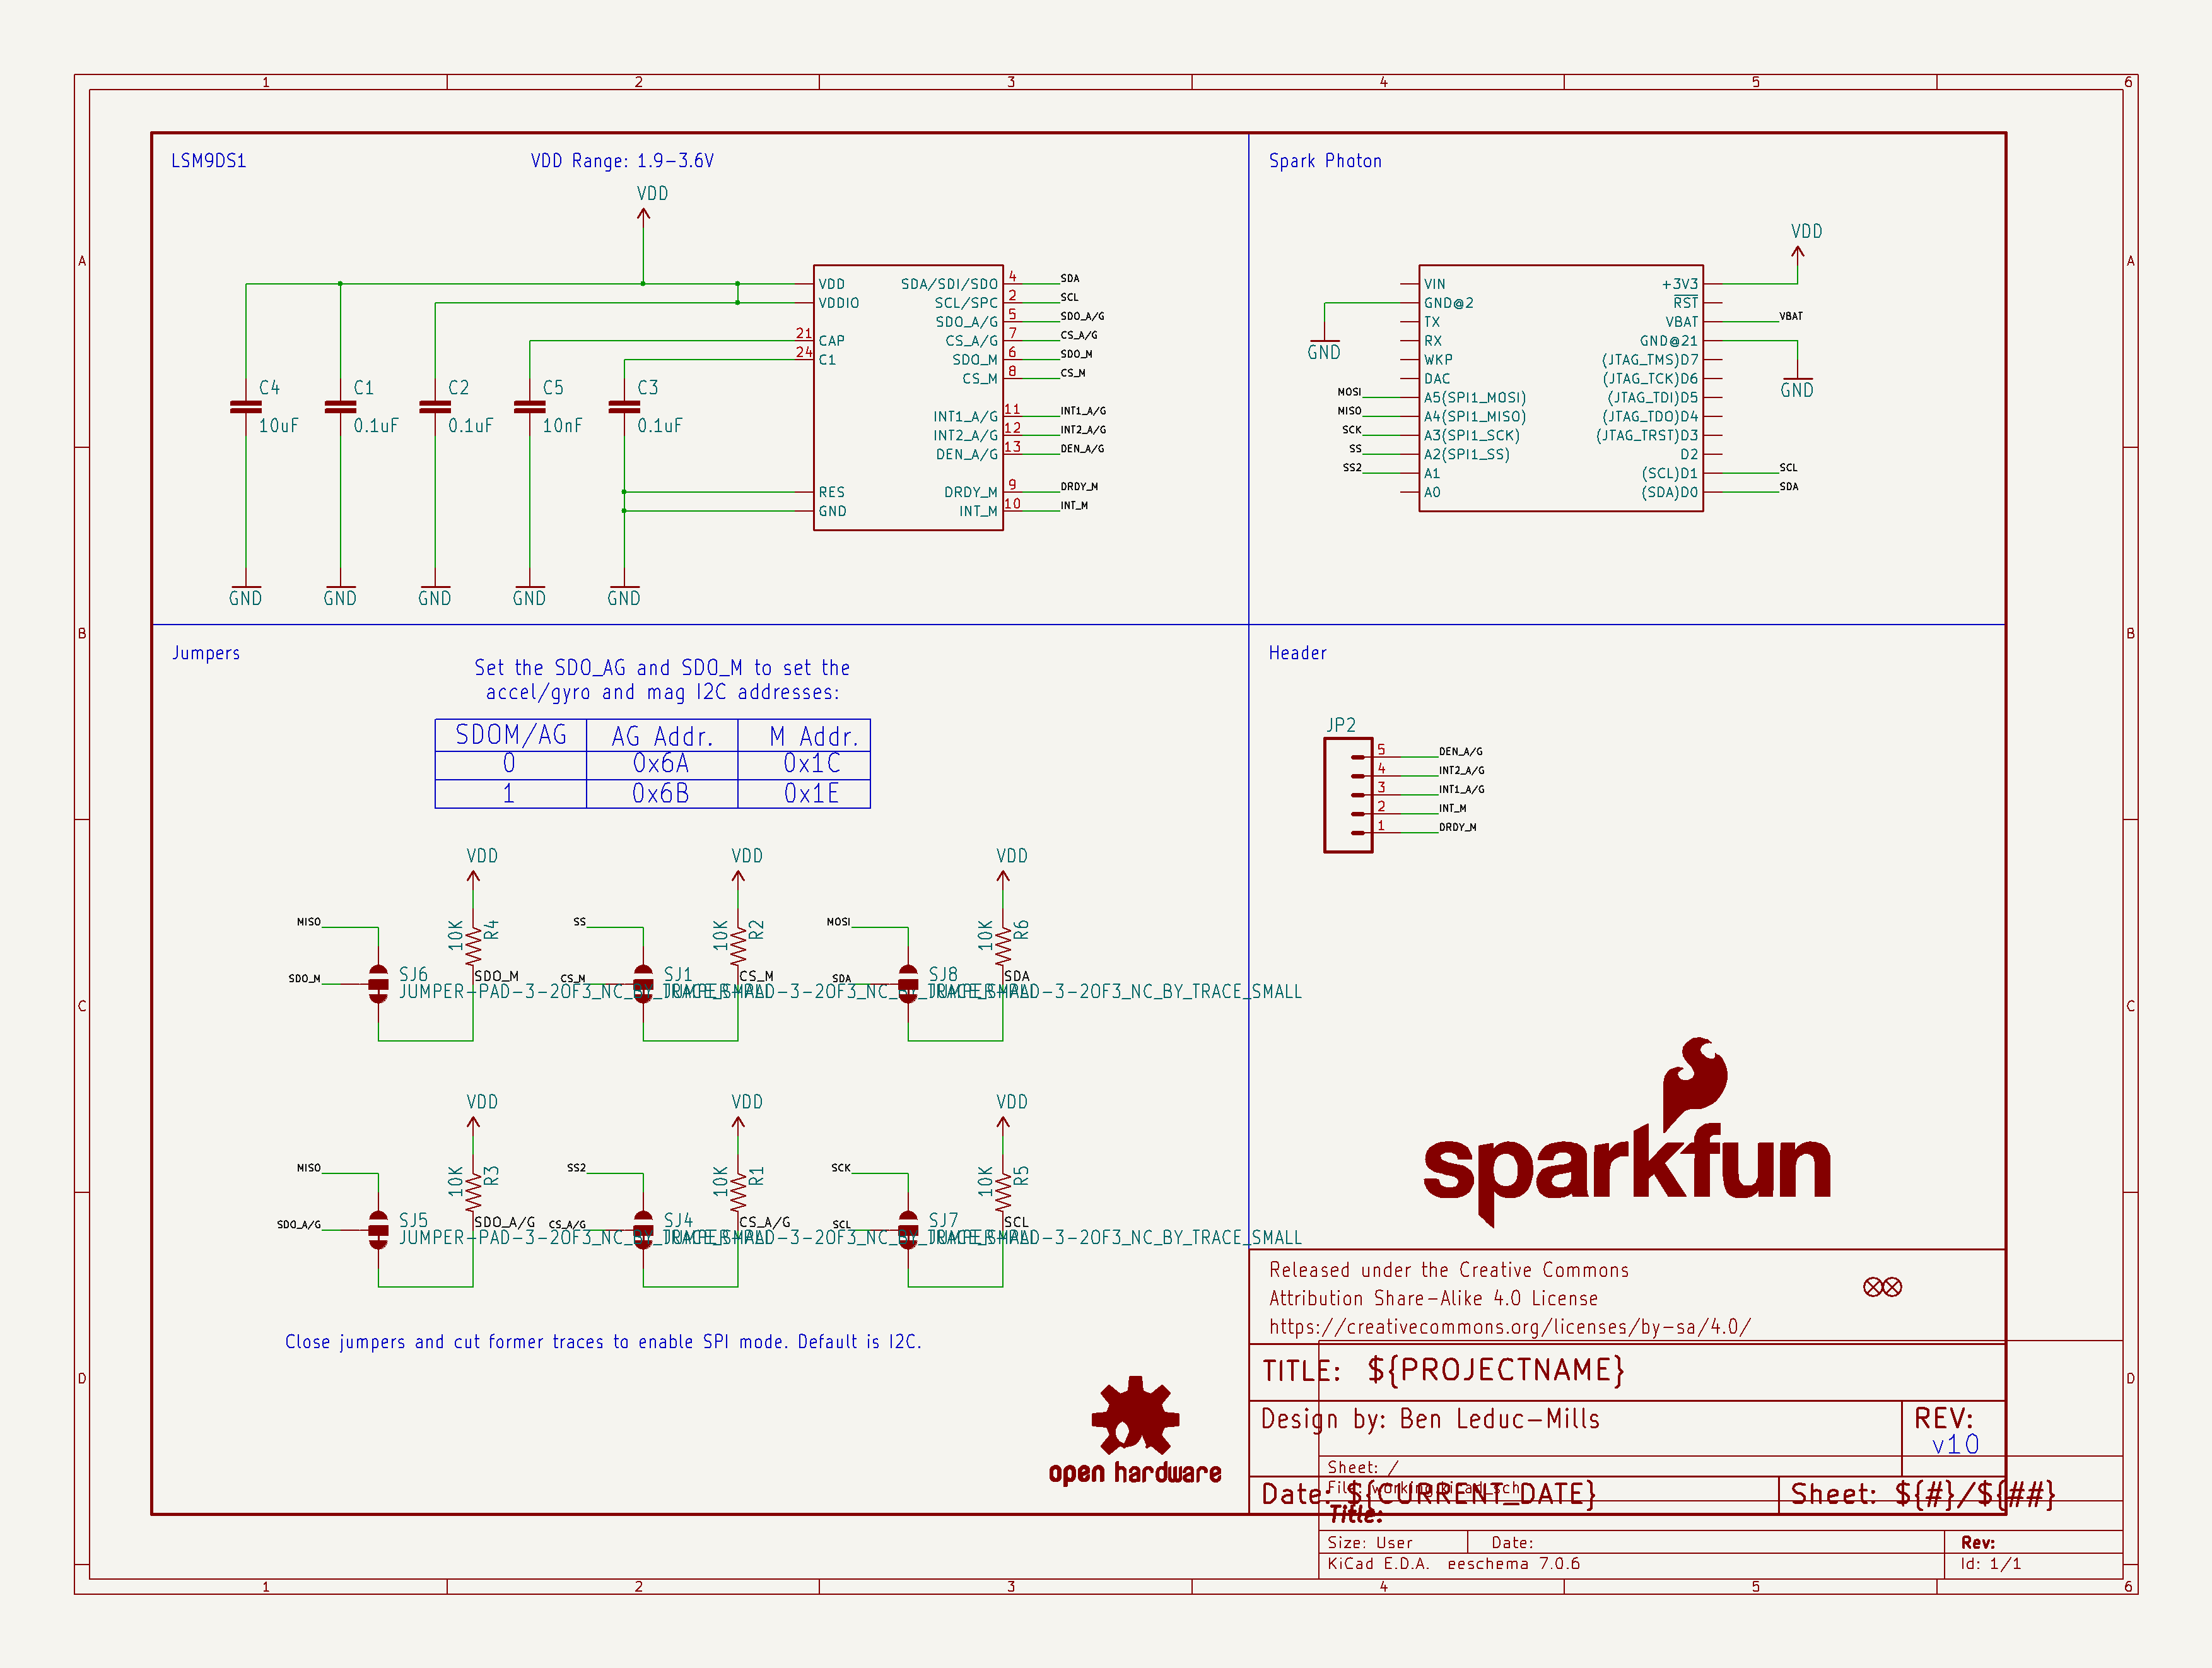 1 2 3 4 5 6
A
B
C
D
LSM9DS1
VDD Range: 1.9-3.6V
VDD
VDD
VDDIO
21 CAP
24 C1
RES
GND
SDA/SDI/SDO 4 SDA
SCL/SPC 2 SCL
SDO_A/G 5 SDO_A/G
CS_A/G 7 CS_A/G
SDO_M 6 SDO_M
CS_M 8 CS_M
INT1_A/G 11 INT1_A/G
INT2_A/G 12 INT2_A/G
DEN_A/G 13 DEN_A/G
DRDY_M 9 DRDY_M
INT_M 10 INT_M
C4
10uF
C1
0.1uF
C2
0.1uF
C5
10nF
C3
0.1uF
GND GND GND GND GND
Spark Photon
VDD
GND
GND
VIN
GND@2
TX
RX
WKP
DAC
MOSI A5(SPI1_MOSI)
MISO A4(SPI1_MISO)
SCK A3(SPI1_SCK)
SS A2(SPI1_SS)
SS2 A1
A0
+3V3
RST
VBAT VBAT
GND@21
(JTAG_TMS)D7
(JTAG_TCK)D6
(JTAG_TDI)D5
(JTAG_TDO)D4
(JTAG_TRST)D3
D2
(SCL)D1 SCL
(SDA)D0 SDA
Jumpers
Set the SDO_AG and SDO_M to set the
accel/gyro and mag I2C addresses:
SDOM/AG AG Addr. M Addr.
0 0x6A 0x1C
1 0x6B 0x1E
VDD
MISO
SDO_M
10K
R4
SDO_M
SJ6
JUMPER-PAD-3-2OF3_NC_BY_TRACE_SMALL
VDD
SS
CS_M
10K
R2
CS_M
SJ1
JUMPER-PAD-3-2OF3_NC_BY_TRACE_SMALL
VDD
MOSI
SDA
10K
R6
SDA
SJ8
JUMPER-PAD-3-2OF3_NC_BY_TRACE_SMALL
VDD
MISO
SDO_A/G
10K
R3
SDO_A/G
SJ5
JUMPER-PAD-3-2OF3_NC_BY_TRACE_SMALL
VDD
SS2
CS_A/G
10K
R1
CS_A/G
SJ4
JUMPER-PAD-3-2OF3_NC_BY_TRACE_SMALL
VDD
SCK
SCL
10K
R5
SCL
SJ7
JUMPER-PAD-3-2OF3_NC_BY_TRACE_SMALL
Close jumpers and cut former traces to enable SPI mode. Default is I2C.
open hardware
Header
JP2
5 DEN_A/G
4 INT2_A/G
3 INT1_A/G
2 INT_M
1 DRDY_M
sparkfun
Released under the Creative Commons
Attribution Share-Alike 4.0 License
https://creativecommons.org/licenses/by-sa/4.0/
TITLE: ${PROJECTNAME}
Design by: Ben Leduc-Mills
REV:
v10
Date: ${CURRENT_DATE}
Sheet: ${#}/${##}
Sheet: /
File: working.kicad_sch
Title:
Size: User Date: Rev:
KiCad E.D.A. eeschema 7.0.6 Id: 1/1
A
B
C
D
1 2 3 4 5 6